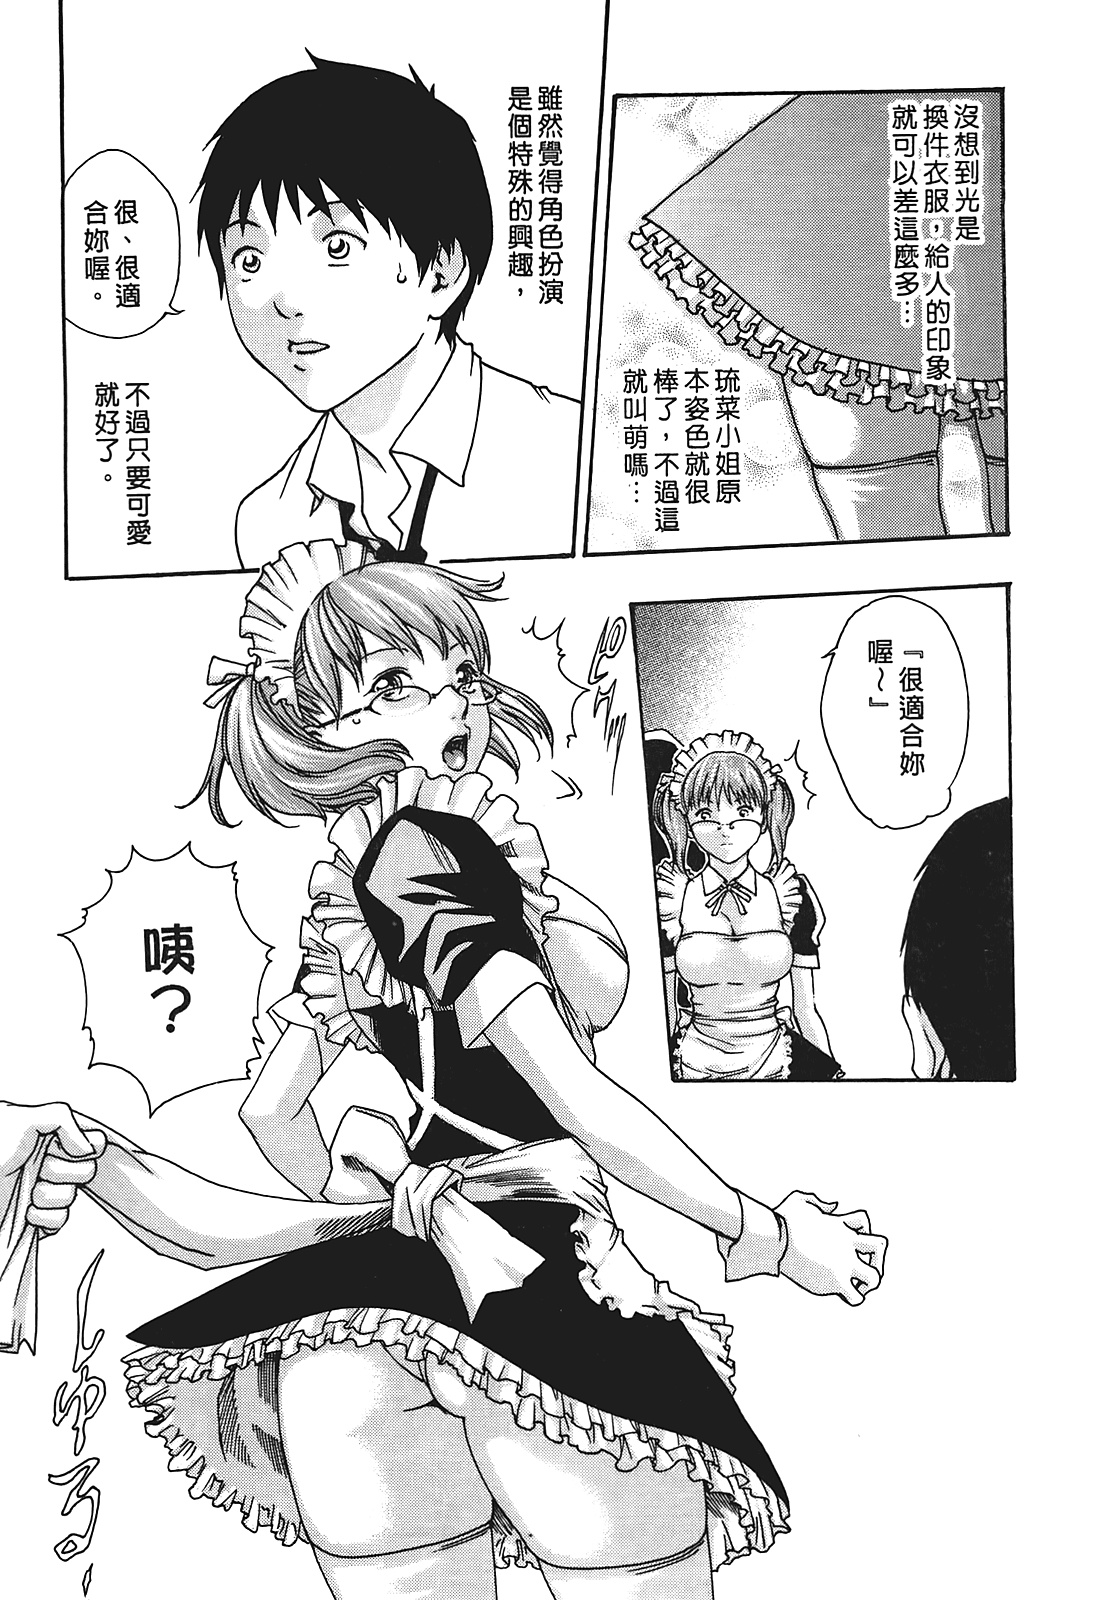 沒想到光是
換件衣服，給人的印象
就可以差這麼多…
琉菜小姐原
本姿色就很
棒了，不過這
就叫萌嗎…
雖然覺得角色扮演
是個特殊的興趣，
很、很適
合妳喔。
不過只要可愛
就好了。
『很適合妳
喔～』
咦？
しゅる